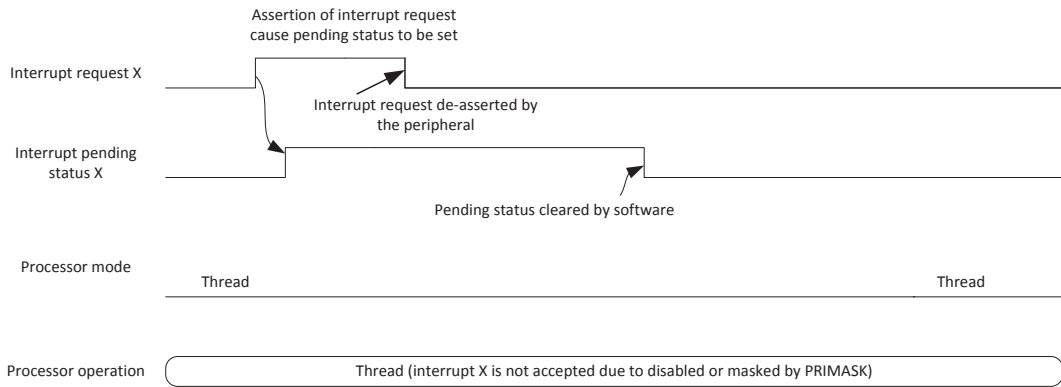 Assertion of interrupt request
cause pending status to be set
Interrupt request X
Interrupt request de-asserted by
the peripheral
Interrupt pending
status X
Pending status cleared by software
Processor mode
Thread
Thread
Processor operation
Thread (interrupt X is not accepted due to disabled or masked by PRIMASK)